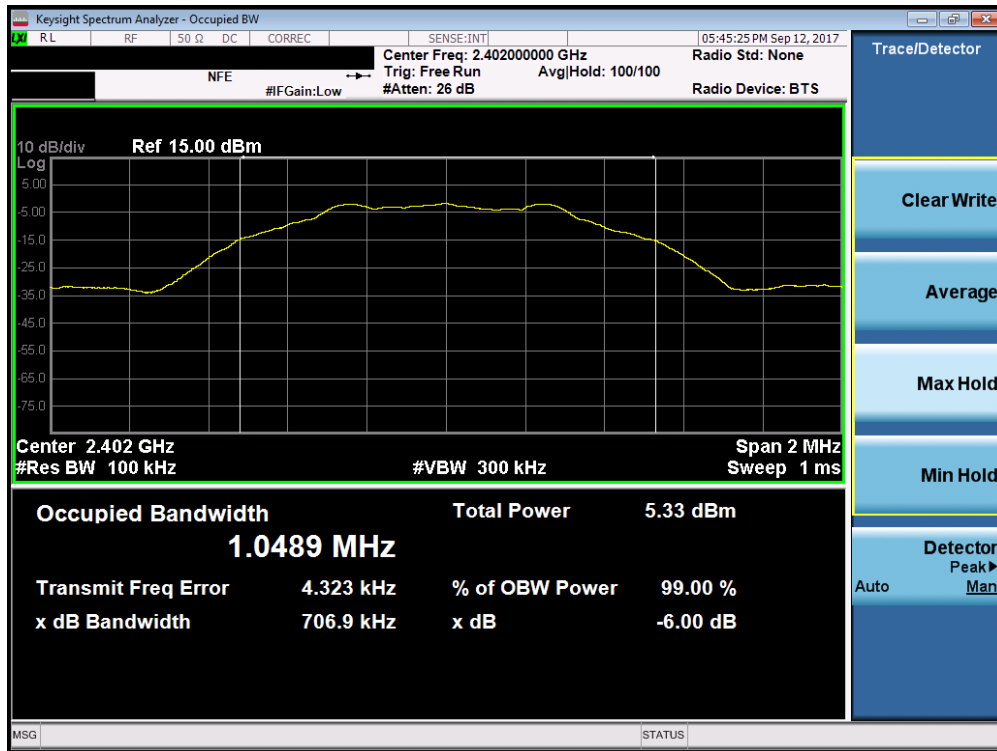 Keysight Spectrum Analyzer - Occupied BW
LXI RL RF 50 Ω DC CORREC SENSE:INT 05:45:25 PM Sep 12, 2017
Center Freq: 2.402000000 GHz Radio Std: None
NFE Trig: Free Run Avg|Hold: 100/100
#IFGain:Low #Atten: 26 dB Radio Device: BTS
Trace/Detector
10 dB/div Ref 15.00 dBm
Log
5.00
-5.00
-15.0
-25.0
-35.0
-45.0
-55.0
-65.0
-75.0
Center 2.402 GHz Span 2 MHz
#Res BW 100 kHz #VBW 300 kHz Sweep 1 ms
Occupied Bandwidth Total Power 5.33 dBm
1.0489 MHz
Transmit Freq Error 4.323 kHz % of OBW Power 99.00 %
x dB Bandwidth 706.9 kHz x dB -6.00 dB
Clear Write
Average
Max Hold
Min Hold
Detector
Peak▶
Auto Man
MSG STATUS